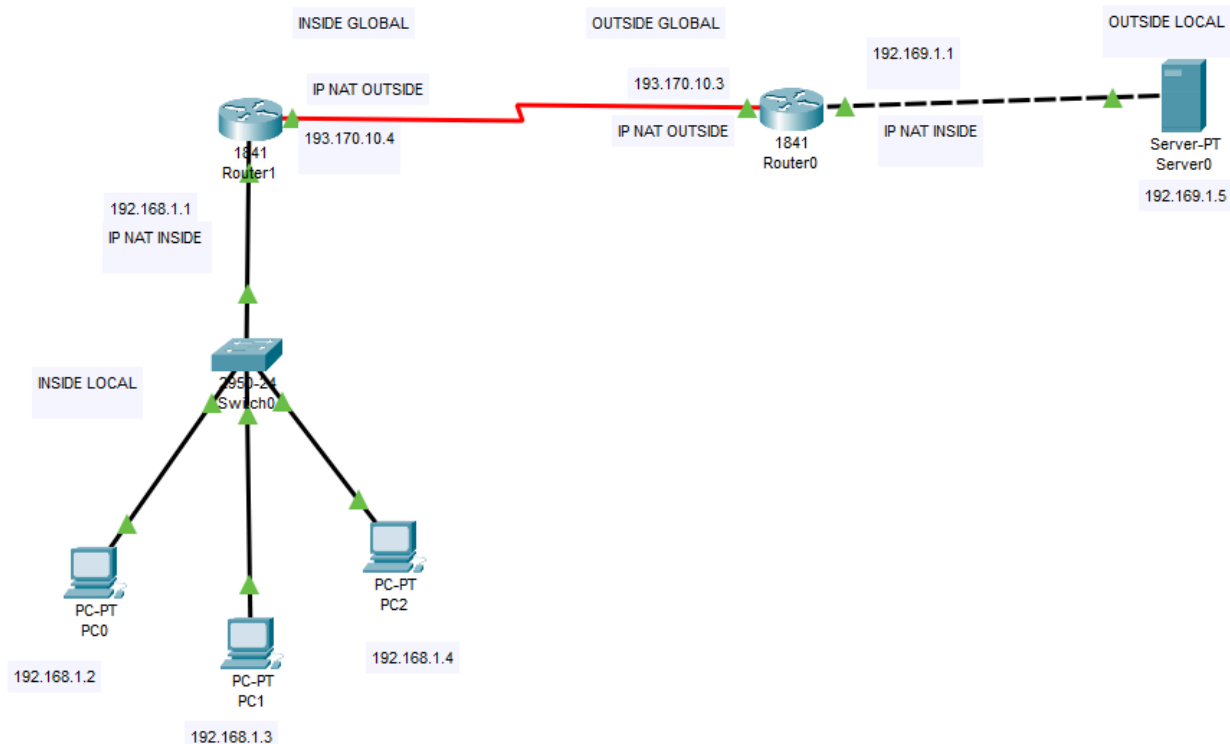 INSIDE GLOBAL
OUTSIDE GLOBAL
OUTSIDE LOCAL
192.169.1.1
193.170.10.3
IP NAT OUTSIDE
IP NAT OUTSIDE
IP NAT INSIDE
193.170.10.4
1841
Router1
1841
Router0
Server-PT
Server0
192.169.1.5
192.168.1.1
IP NAT INSIDE
INSIDE LOCAL
2950-24
Switch0
PC-PT
PC0
PC-PT
PC2
PC-PT
PC1
192.168.1.2
192.168.1.4
192.168.1.3